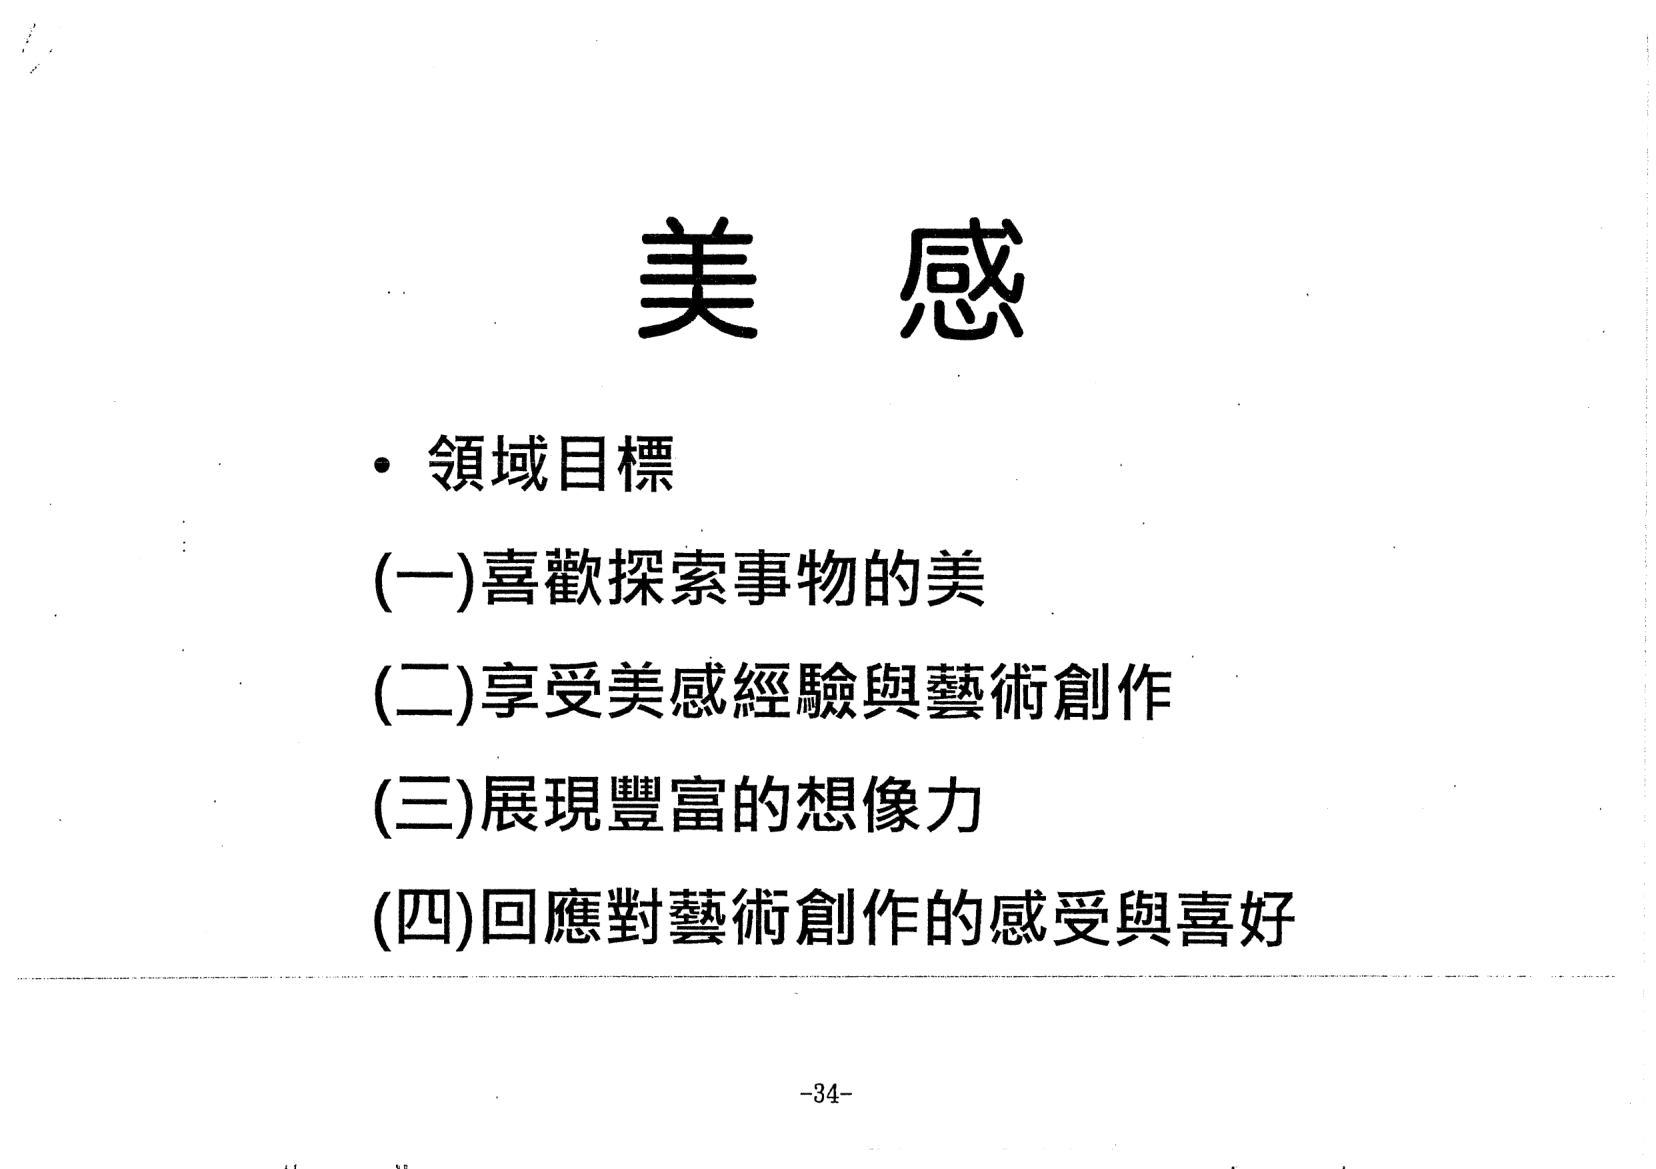 美 感
• 領域目標
(一)喜歡探索事物的美
(二)享受美感經驗與藝術創作
(三)展現豐富的想像力
(四)回應對藝術創作的感受與喜好
-34-